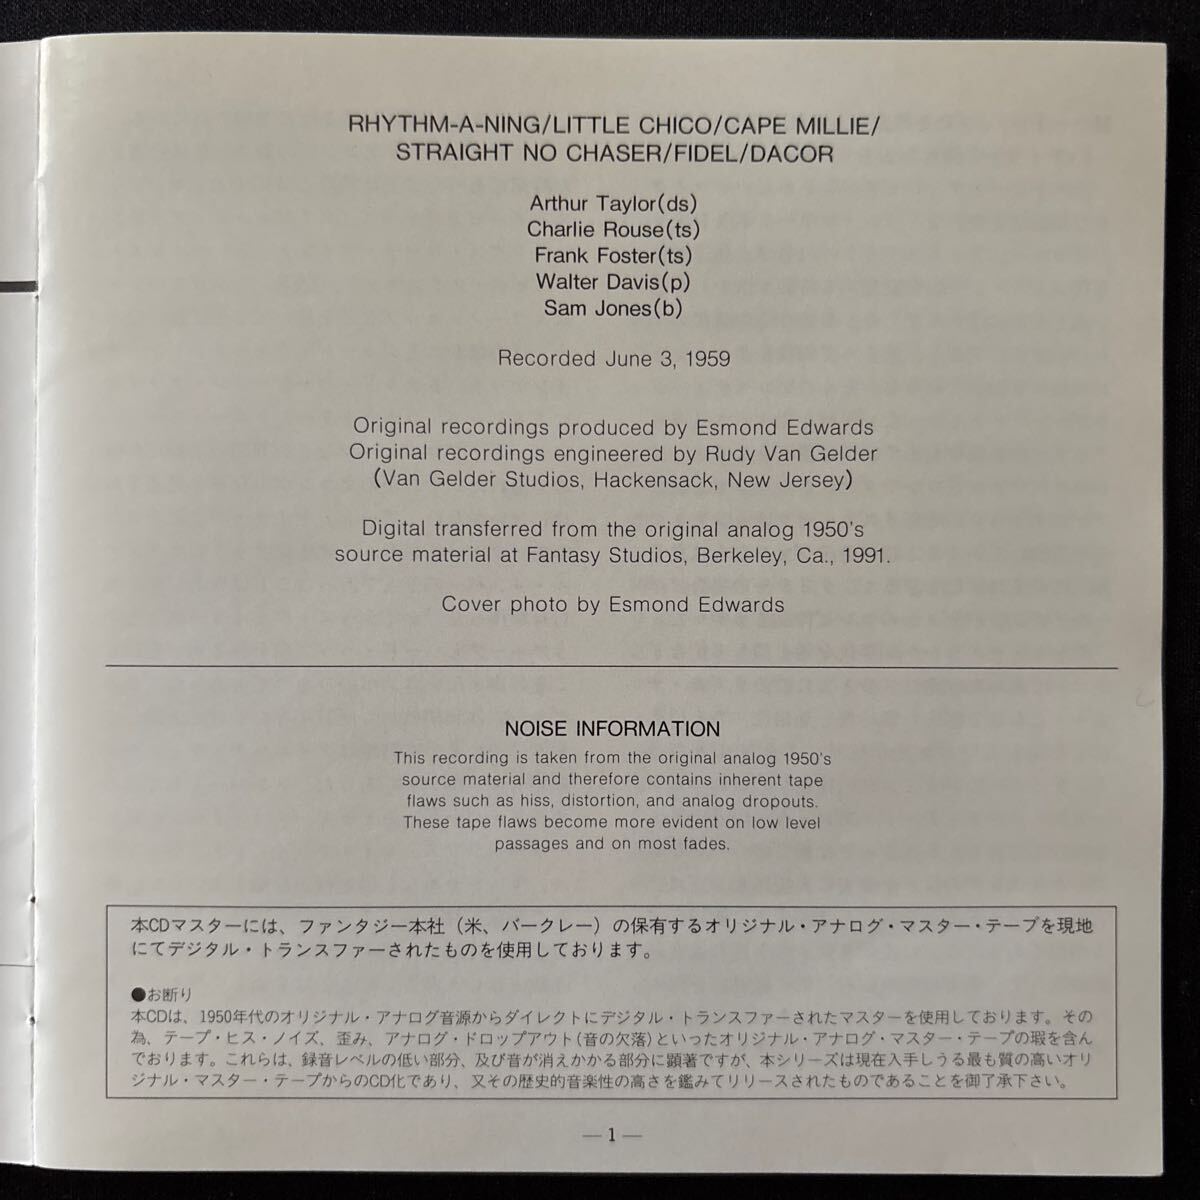 RHYTHM-A-NING/LITTLE CHICO/CAPE MILLIE/
STRAIGHT NO CHASER/FIDEL/DACOR
Arthur Taylor(ds)
Charlie Rouse(ts)
Frank Foster(ts)
Walter Davis(p)
Sam Jones(b)
Recorded June 3, 1959
Original recordings produced by Esmond Edwards
Original recordings engineered by Rudy Van Gelder
(Van Gelder Studios, Hackensack, New Jersey)
Digital transferred from the original analog 1950's
source material at Fantasy Studios, Berkeley, Ca., 1991.
Cover photo by Esmond Edwards
NOISE INFORMATION
This recording is taken from the original analog 1950's
source material and therefore contains inherent tape
flaws such as hiss, distortion, and analog dropouts.
These tape flaws become more evident on low level
passages and on most fades.
本CDマスターには、ファンタジー本社（米、バークレー）の保有するオリジナル・アナログ・マスター・テープを現地
にてデジタル・トランスファーされたものを使用しております。
●お断り
本CDは、1950年代のオリジナル・アナログ音源からダイレクトにデジタル・トランスファーされたマスターを使用しております。その
為、テープ・ヒス・ノイズ、歪み、アナログ・ドロップアウト(音の欠落)といったオリジナル・アナログ・マスター・テープの瑕を含ん
でおります。これらは、録音レベルの低い部分、及び音が消えかかる部分に顕著ですが、本シリーズは現在入手しうる最も質の高いオリ
ジナル・マスター・テープからのCD化であり、又その歴史的音楽性の高さを鑑みてリリースされたものであることを御了承下さい。
— 1 —